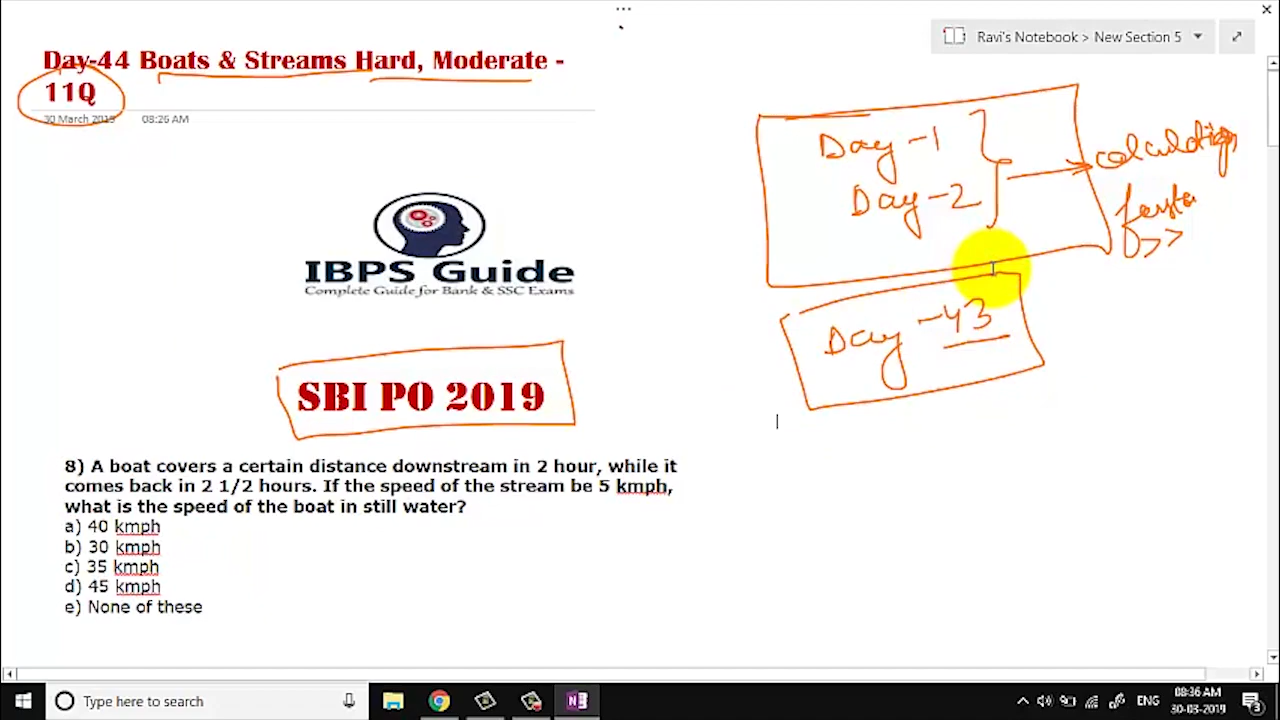 Ravi's Notebook > New Section 5
Day-44 Boats & Streams Hard, Moderate -
11Q
30 March 2019 08:26 AM
Day -1
Day -2
calculation
Day -43
IBPS Guide
Complete Guide for Bank & SSC Exams
SBI PO 2019
8) A boat covers a certain distance downstream in 2 hour, while it
comes back in 2 1/2 hours. If the speed of the stream be 5 kmph,
what is the speed of the boat in still water?
a) 40 kmph
b) 30 kmph
c) 35 kmph
d) 45 kmph
e) None of these
Type here to search
ENG
08:36 AM
30-03-2019
3